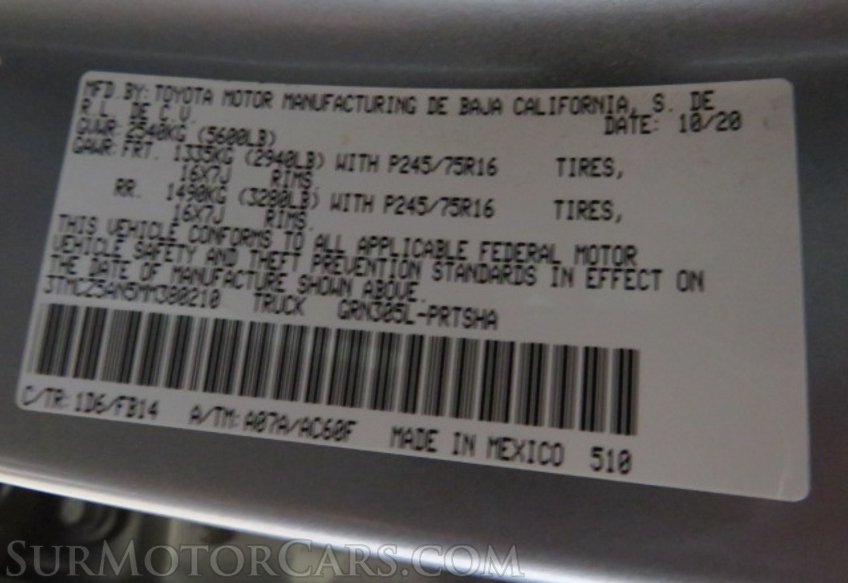 MFD. BY: TOYOTA MOTOR MANUFACTURING DE BAJA CALIFORNIA, S. DE
R.L. DE C.V. DATE: 10/20
GVWR: 2540KG (5600LB)
GAWR: FRT. 1335KG (2940LB) WITH P245/75R16 TIRES,
16X7J RIMS.
RR. 1490KG (3280LB) WITH P245/75R16 TIRES,
16X7J RIMS.
THIS VEHICLE CONFORMS TO ALL APPLICABLE FEDERAL MOTOR
VEHICLE SAFETY AND THEFT PREVENTION STANDARDS IN EFFECT ON
THE DATE OF MANUFACTURE SHOWN ABOVE.
3TMCZ5AN5MM380210 TRUCK GRN305L-PRTSHA
C/TR: 1D6/FB14 A/TM: A07A/AC60F MADE IN MEXICO 510
SURMOTORCARS.COM